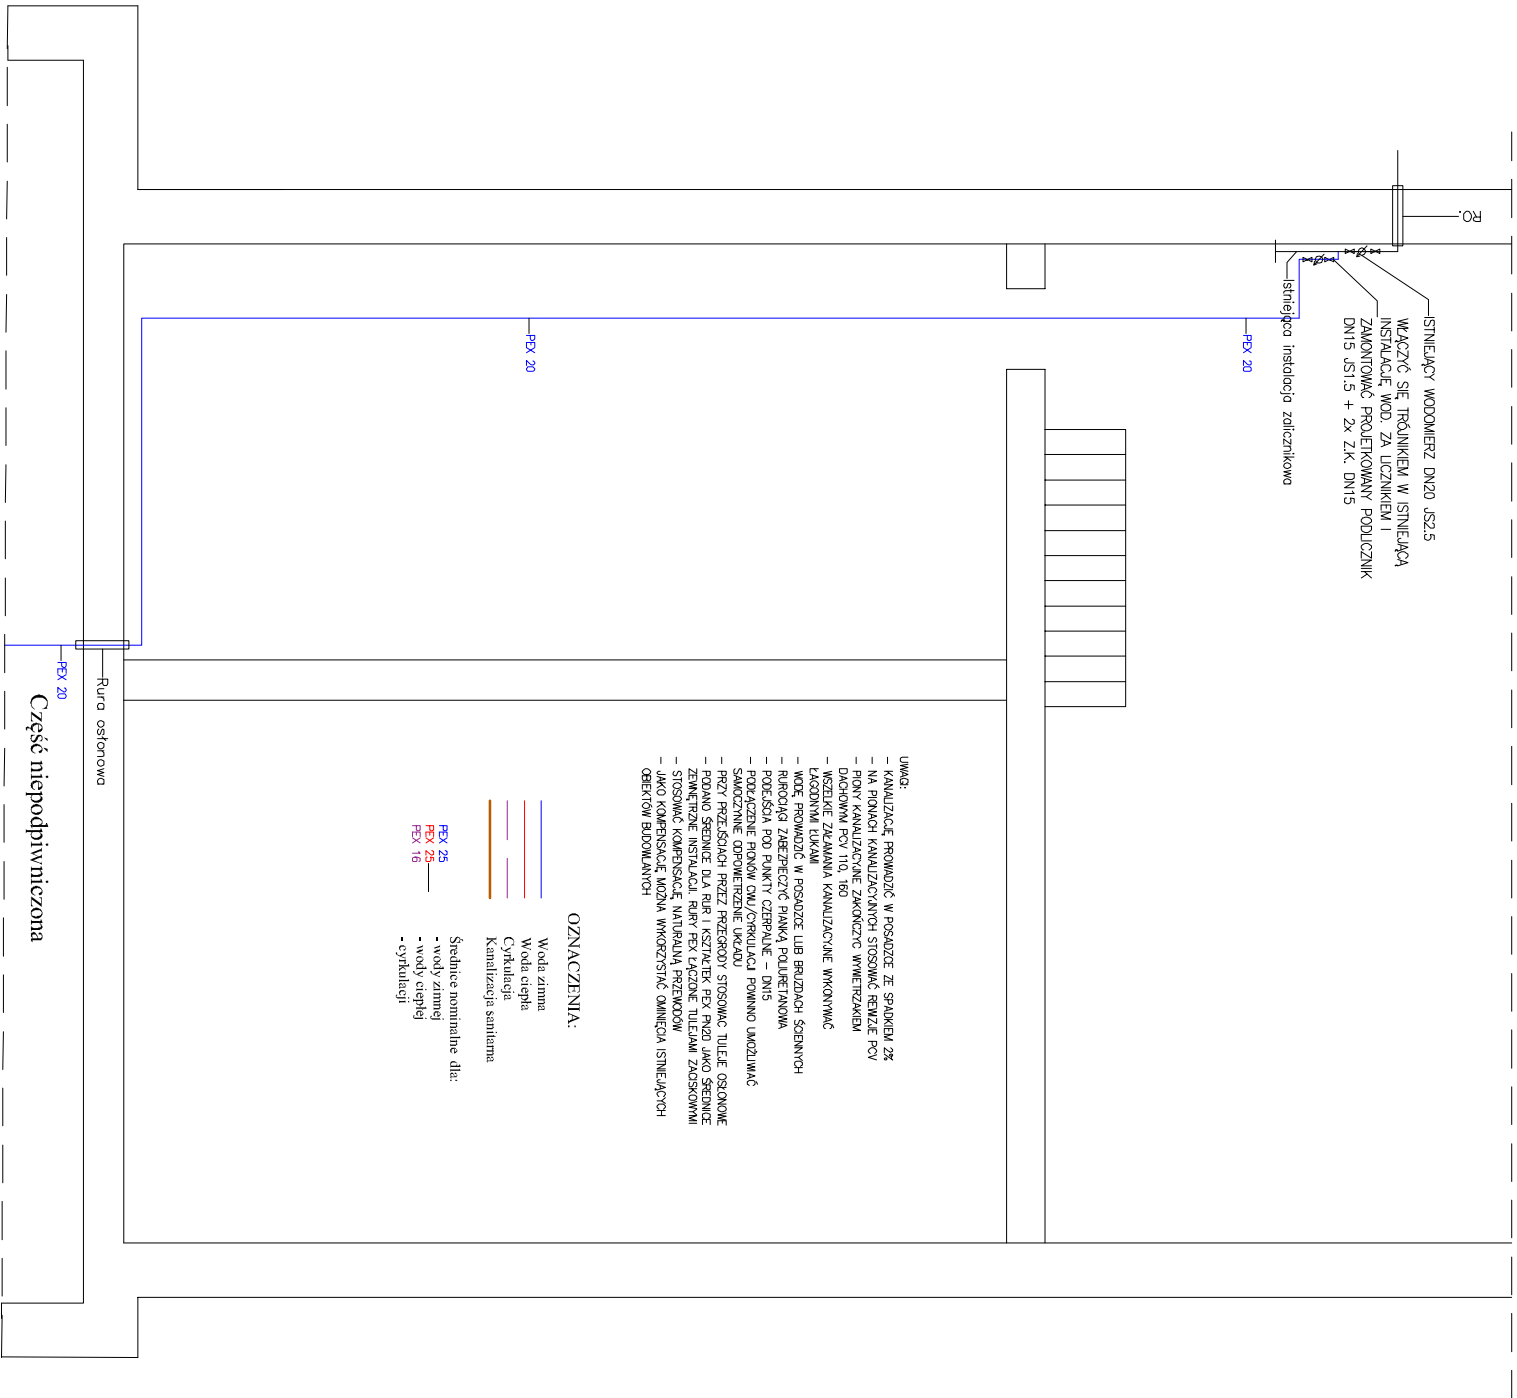 RO.
ISTNIEJĄCY WODOMIERZ DN20 JS2.5
WŁĄCZYĆ SIĘ TRÓJNIKIEM W ISTNIEJĄCĄ
INSTALACJĘ WOD. ZA LICZNIKIEM I
ZAMONTOWAĆ PROJETKOWANY PODLICZNIK
DN15 JS1.5 + 2x Z.K. DN15
Istniejąca instalacja zalicznikowa
PEX 20
PEX 20
UWAGI:
- KANALIZACJĘ PROWADZIĆ W POSADZCE ZE SPADKIEM 2%
- NA PIONACH KANALIZACYJNYCH STOSOWAĆ REWIZJE PCV
- PIONY KANALIZACYJNE ZAKOŃCZYĆ WYWIETRZAKIEM
DACHOWYM PCV 110, 160
- WSZELKIE ZAŁAMANIA KANALIZACYJNE WYKONYWAĆ
ŁAGODNYMI ŁUKAMI
- WODĘ PROWADZIĆ W POSADZCE LUB BRUZDACH ŚCIENNYCH
- RUROCIĄGI ZABEZPIECZYĆ PIANKĄ POLIURETANOWĄ
- PODEJŚCIA POD PUNKTY CZERPALNE - DN15
- PODŁĄCZENIE PIONÓW CWU/CYRKULACJI POWINNO UMOŻLIWIAĆ
SAMOCZYNNE ODPOWIETRZENIE UKŁADU
- PRZY PRZEJŚCIACH PRZEZ PRZEGRODY STOSOWAĆ TULEJE OSŁONOWE
- PODANO ŚREDNICE DLA RUR I KSZTAŁTEK PEX PN20 JAKO ŚREDNICE
ZEWNĘTRZNE INSTALACJI. RURY PEX ŁĄCZONE TULEJAMI ZACISKOWYMI
- STOSOWAĆ KOMPENSACJĘ NATURALNĄ PRZEWODÓW
- JAKO KOMPENSACJĘ MOŻNA WYKORZYSTAĆ OMINIĘCIA ISTNIEJĄCYCH
OBIEKTÓW BUDOWLANYCH
OZNACZENIA:
Woda zimna
Woda ciepła
Cyrkulacja
Kanalizacja sanitarna
Średnice nominalne dla:
PEX 25 - wody zimnej
PEX 25 - wody ciepłej
PEX 16 - cyrkulacji
Rura osłonowa
PEX 20
Część niepodpiwniczona